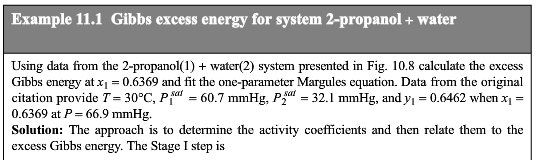 Example 11.1 Gibbs excess energy for system 2-propanol + water
Using data from the 2-propanol(1) + water(2) system presented in Fig. 10.8 calculate the excess
Gibbs energy at x₁ = 0.6369 and fit the one-parameter Margules equation. Data from the original
citation provide T = 30°C, P₁ˢᵃᵗ = 60.7 mmHg, P₂ˢᵃᵗ = 32.1 mmHg, and y₁ = 0.6462 when x₁ =
0.6369 at P = 66.9 mmHg.
Solution: The approach is to determine the activity coefficients and then relate them to the
excess Gibbs energy. The Stage I step is